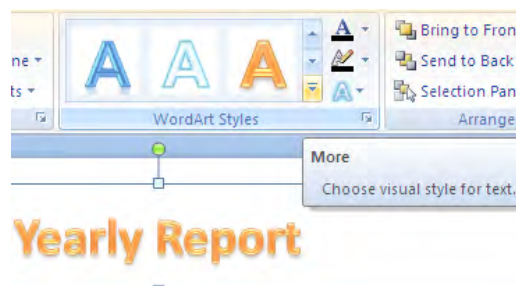 ne
ts
A A A
A
A
Bring to Fron
Send to Back
Selection Pan
WordArt Styles
Arrange
More
Choose visual style for text.
Yearly Report